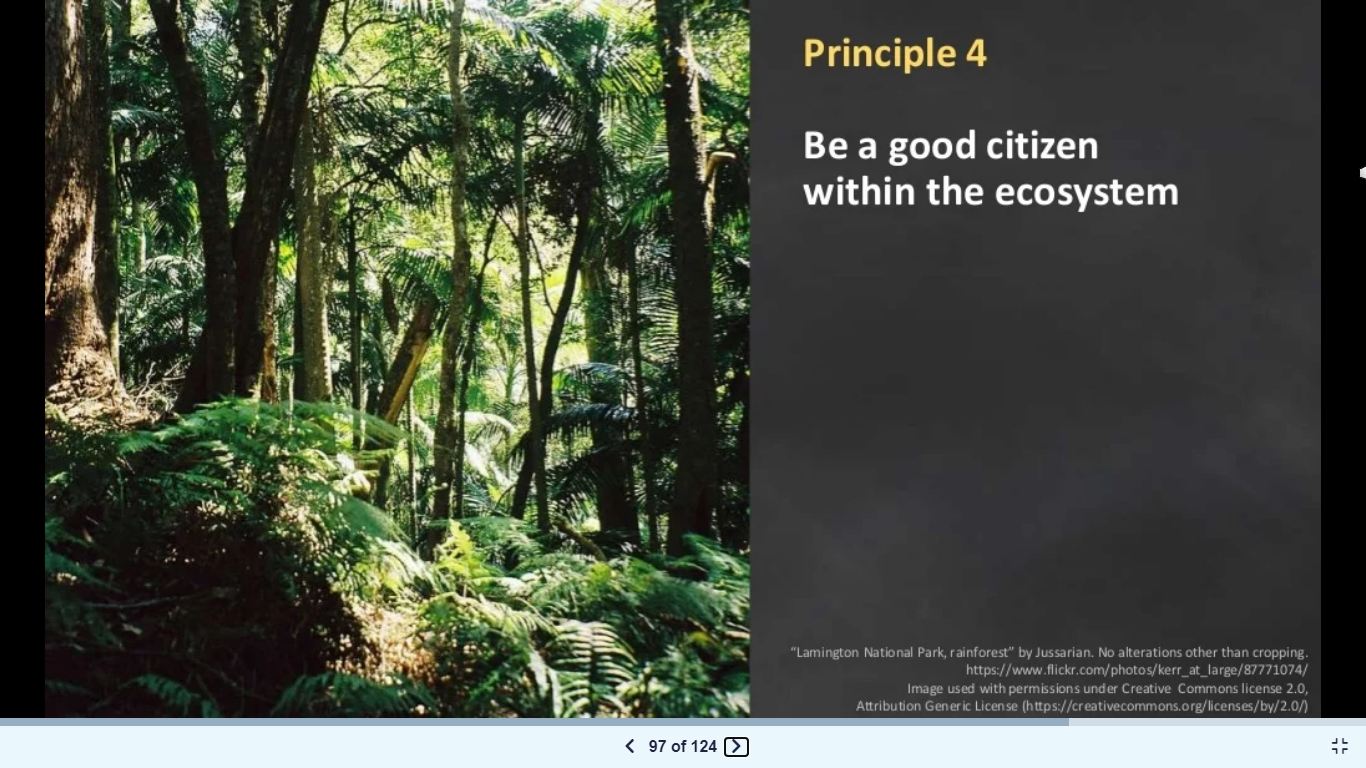 Principle 4
Be a good citizen
within the ecosystem
“Lamington National Park, rainforest” by Jussarian. No alterations other than cropping.
https://www.flickr.com/photos/kerr_at_large/87771074/
Image used with permissions under Creative Commons license 2.0,
Attribution Generic License (https://creativecommons.org/licenses/by/2.0/)
97 of 124